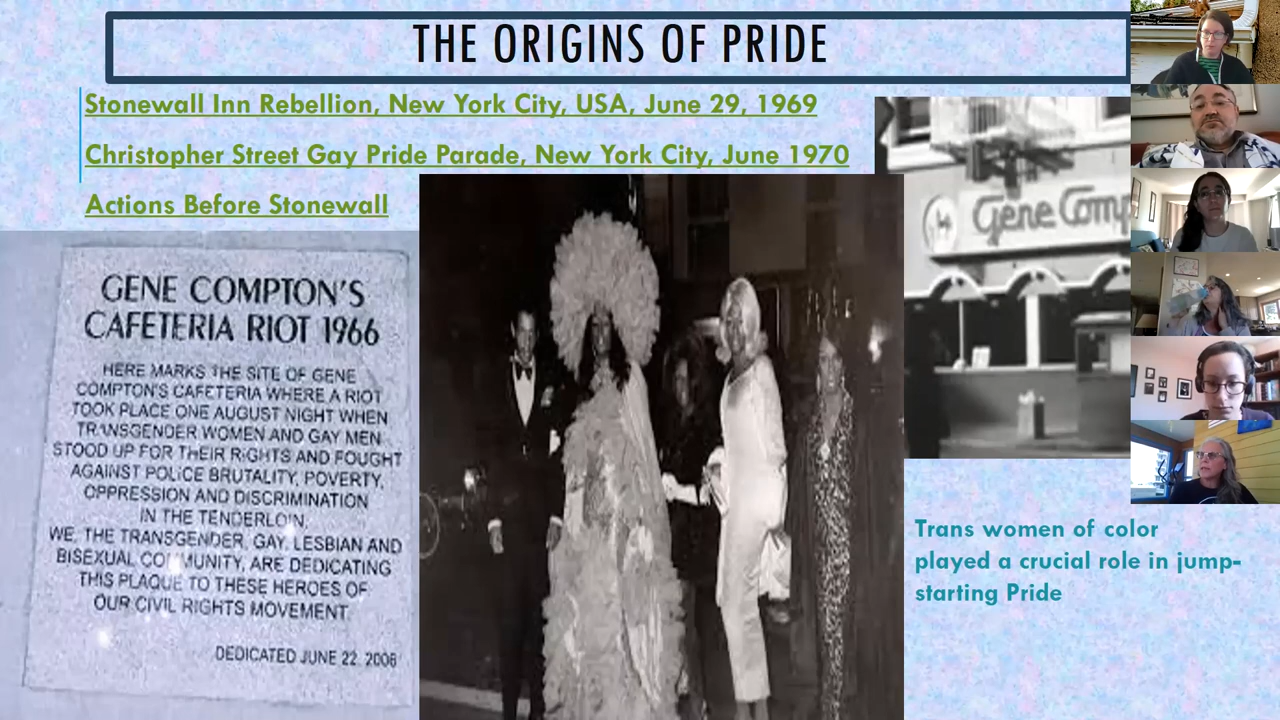 THE ORIGINS OF PRIDE
Stonewall Inn Rebellion, New York City, USA, June 29, 1969
Christopher Street Gay Pride Parade, New York City, June 1970
Actions Before Stonewall
GENE COMPTON'S
CAFETERIA RIOT 1966
HERE MARKS THE SITE OF GENE
COMPTON'S CAFETERIA WHERE A RIOT
TOOK PLACE ONE AUGUST NIGHT WHEN
TRANSGENDER WOMEN AND GAY MEN
STOOD UP FOR THEIR RIGHTS AND FOUGHT
AGAINST POLICE BRUTALITY, POVERTY,
OPPRESSION AND DISCRIMINATION
IN THE TENDERLOIN.
WE, THE TRANSGENDER, GAY, LESBIAN AND
BISEXUAL COMMUNITY, ARE DEDICATING
THIS PLAQUE TO THESE HEROES OF
OUR CIVIL RIGHTS MOVEMENT.
DEDICATED JUNE 22, 2006
Gene Comp
Trans women of color
played a crucial role in jump-
starting Pride